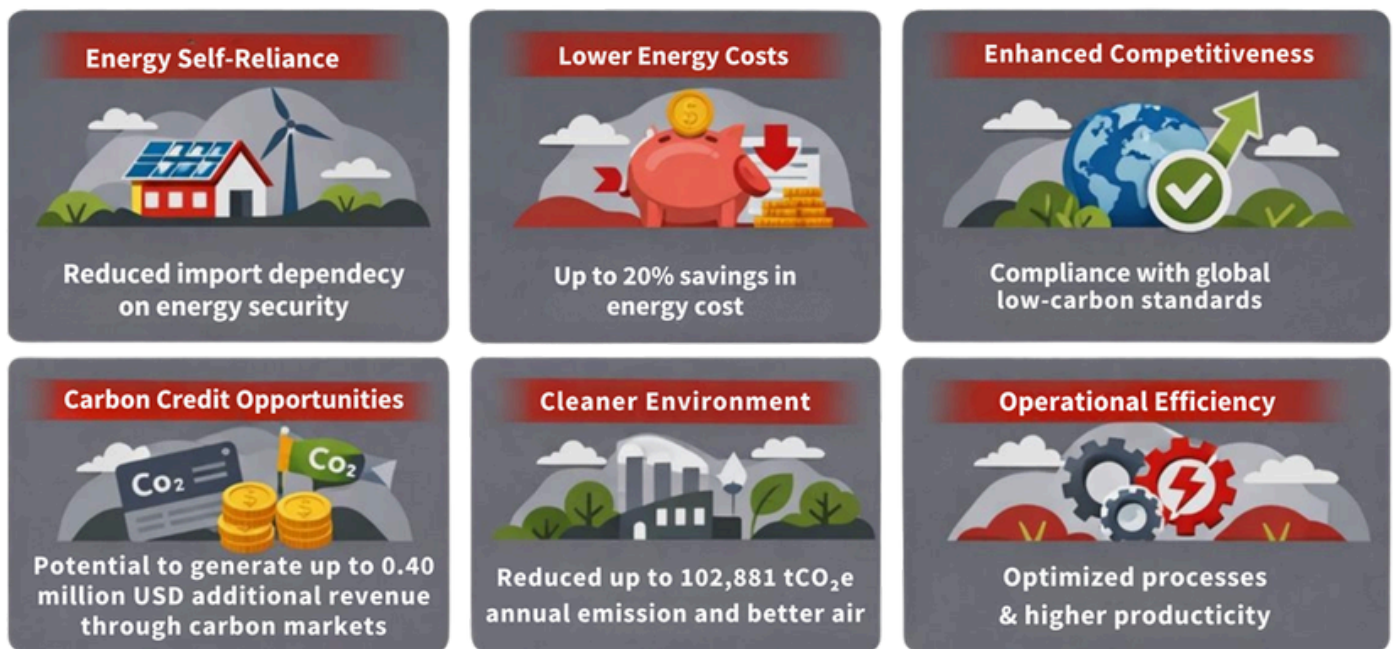 Energy Self-Reliance
Reduced import dependecy
on energy security
Lower Energy Costs
$
Up to 20% savings in
energy cost
Enhanced Competitiveness
Compliance with global
low-carbon standards
Carbon Credit Opportunities
Co₂
Co₂
$
$
Potential to generate up to 0.40
million USD additional revenue
through carbon markets
Cleaner Environment
Reduced up to 102,881 tCO₂e
annual emission and better air
Operational Efficiency
Optimized processes
& higher producticity